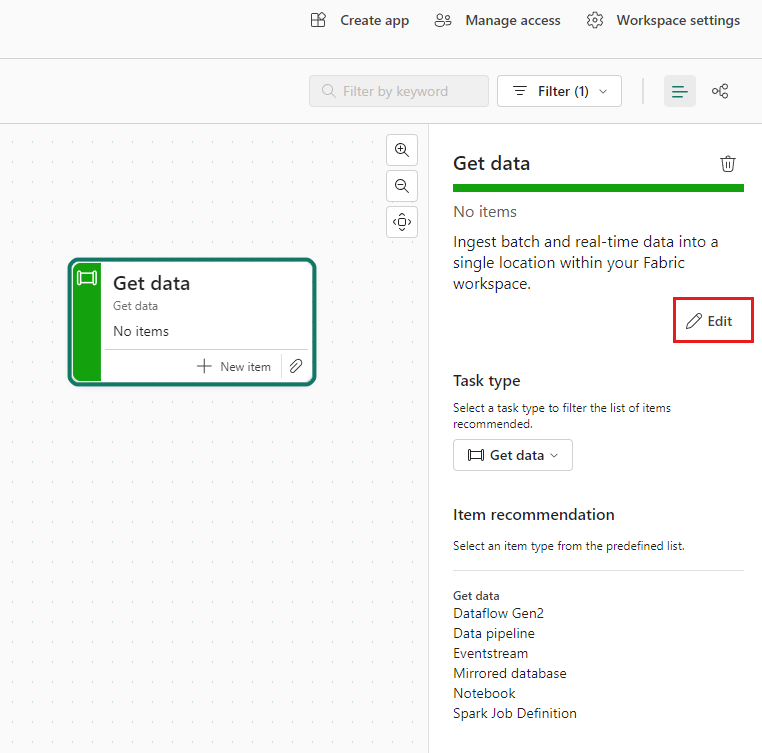 Create app
Manage access
Workspace settings
Filter by keyword
Filter (1)
Get data
Get data
No items
New item
Get data
No items
Ingest batch and real-time data into a
single location within your Fabric
workspace.
Edit
Task type
Select a task type to filter the list of items
recommended.
Get data
Item recommendation
Select an item type from the predefined list.
Get data
Dataflow Gen2
Data pipeline
Eventstream
Mirrored database
Notebook
Spark Job Definition